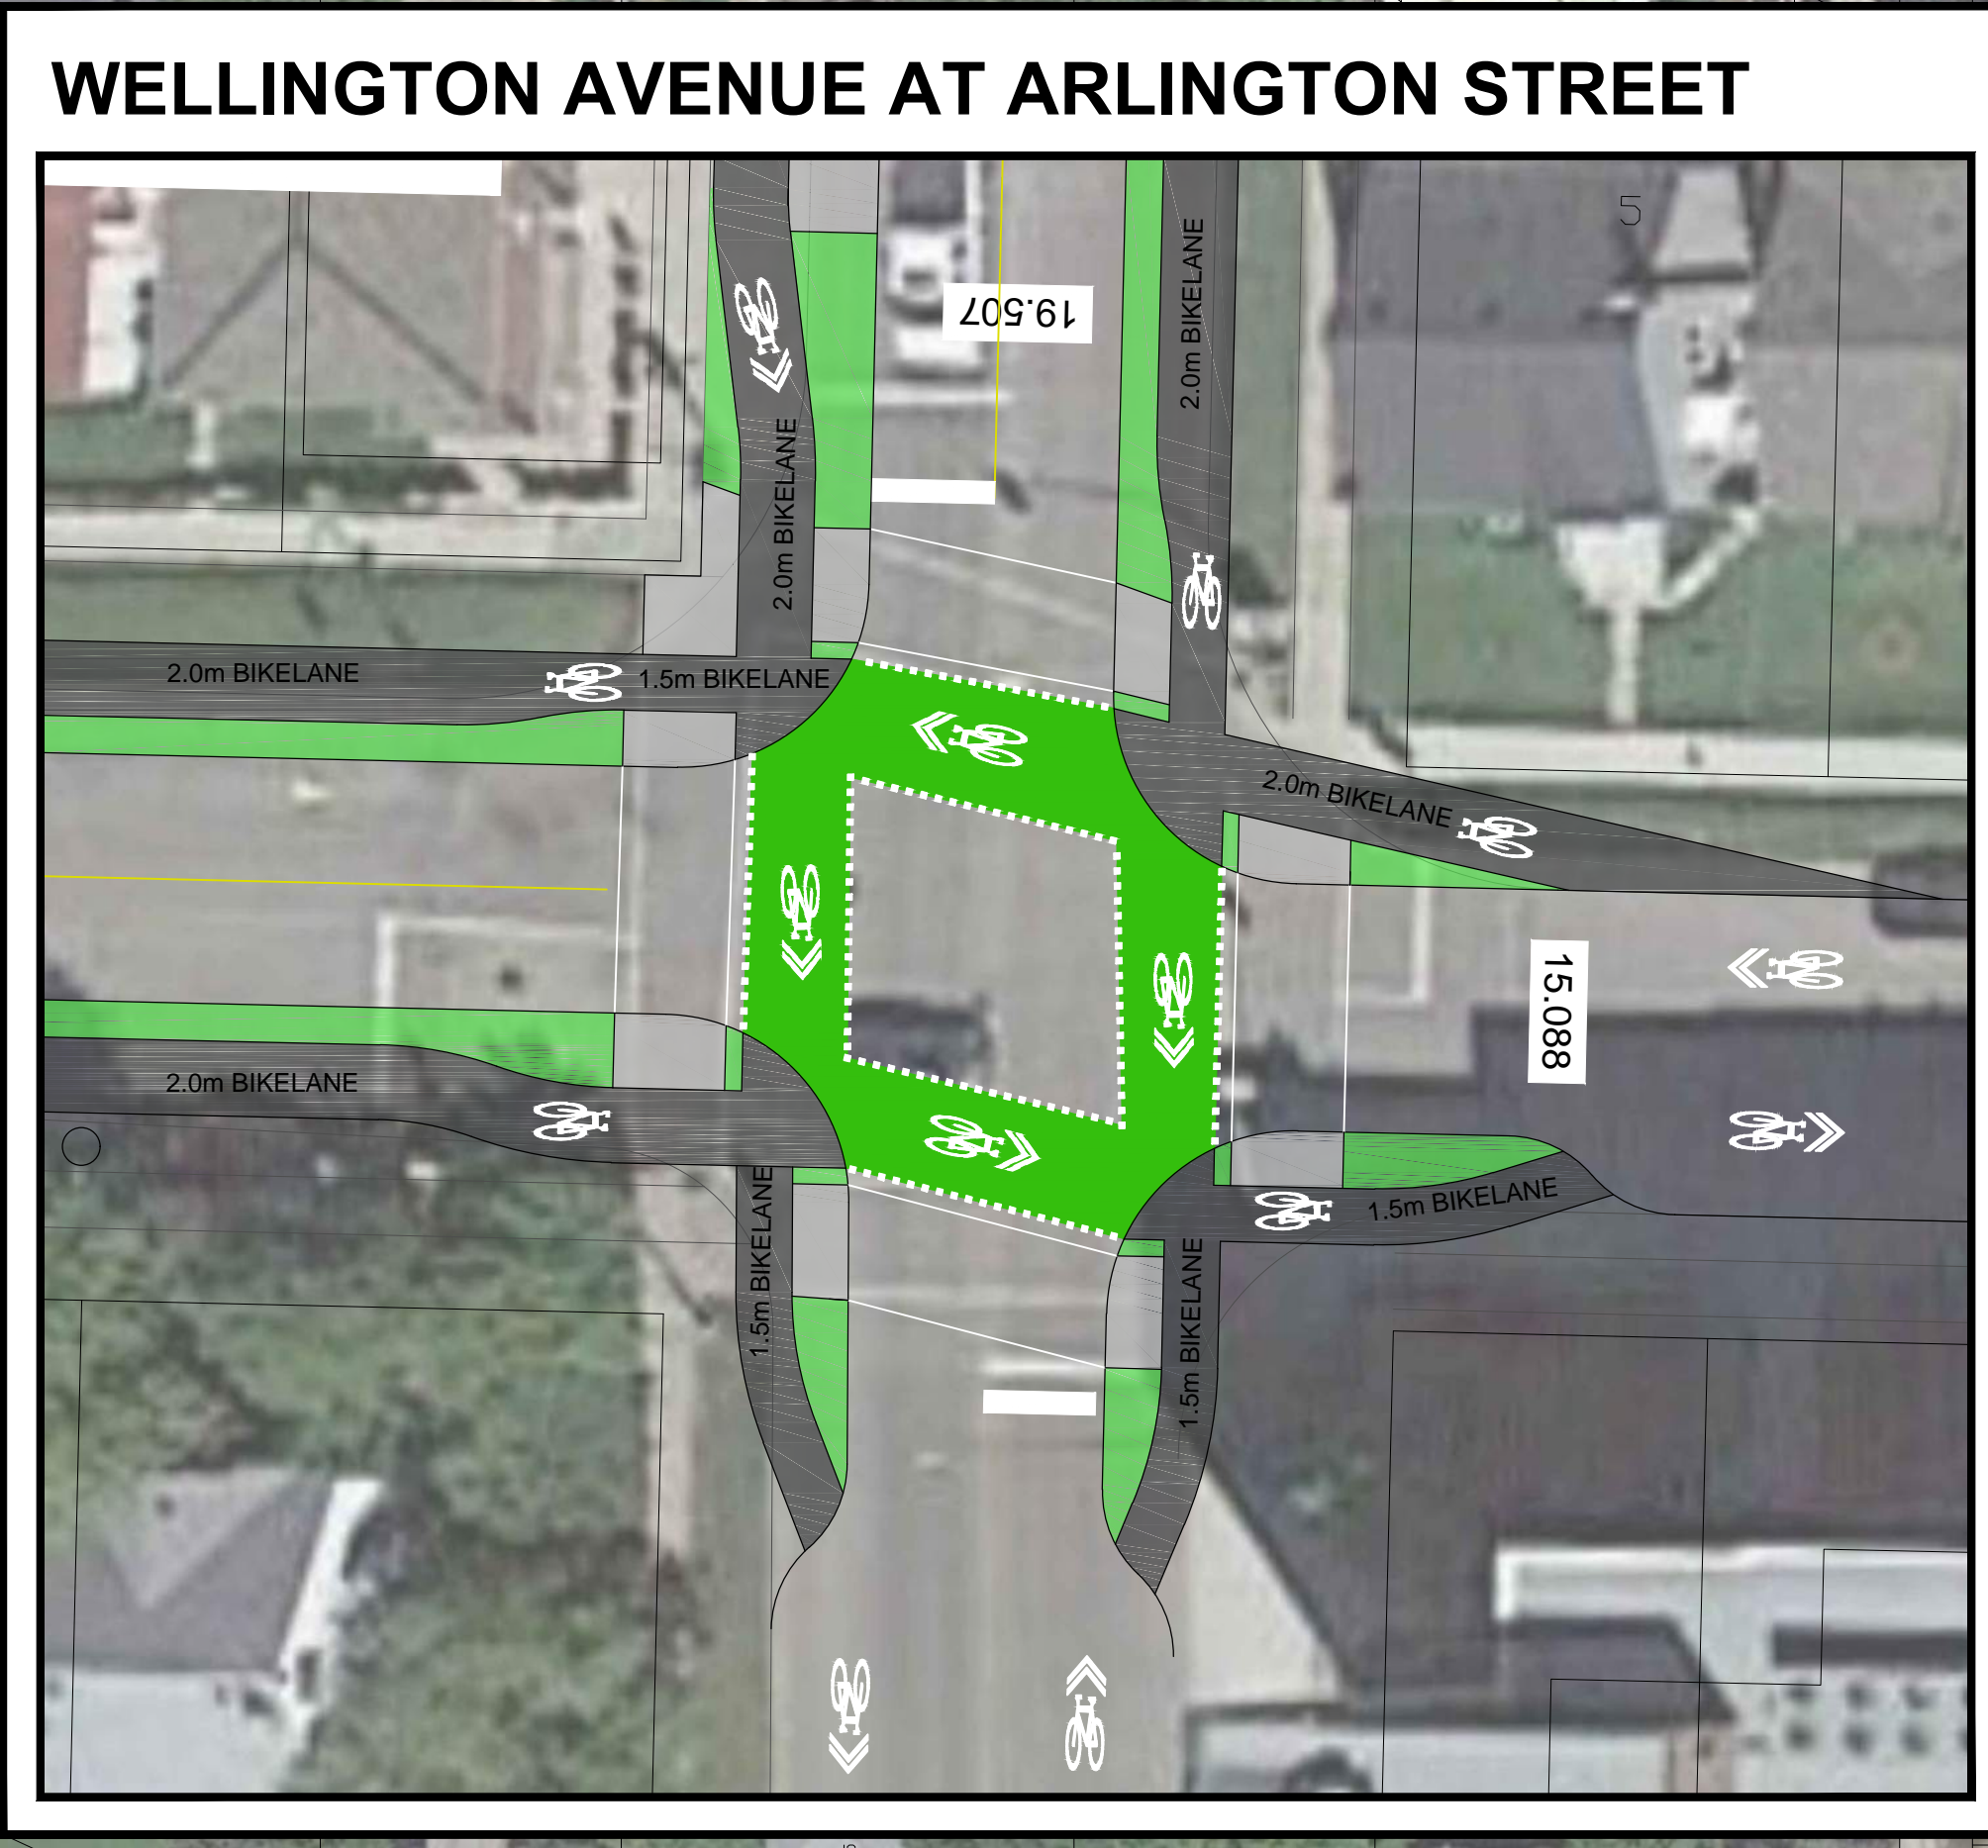 WELLINGTON AVENUE AT ARLINGTON STREET
5
19.507
2.0m BIKELANE
2.0m BIKELANE
2.0m BIKELANE
1.5m BIKELANE
2.0m BIKELANE
15.088
2.0m BIKELANE
1.5m BIKELANE
1.5m BIKELANE
1.5m BIKELANE